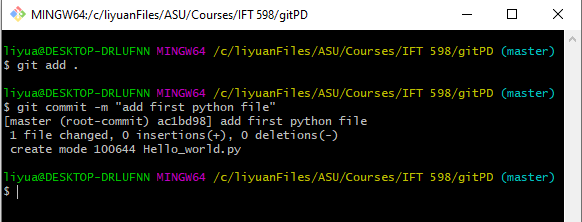 MINGW64:/c/liyuanFiles/ASU/Courses/IFT 598/gitPD
liyua@DESKTOP-DRLUFNN MINGW64 /c/liyuanFiles/ASU/Courses/IFT 598/gitPD (master)
$ git add .
liyua@DESKTOP-DRLUFNN MINGW64 /c/liyuanFiles/ASU/Courses/IFT 598/gitPD (master)
$ git commit -m "add first python file"
[master (root-commit) ac1bd98] add first python file
 1 file changed, 0 insertions(+), 0 deletions(-)
 create mode 100644 Hello_world.py
liyua@DESKTOP-DRLUFNN MINGW64 /c/liyuanFiles/ASU/Courses/IFT 598/gitPD (master)
$